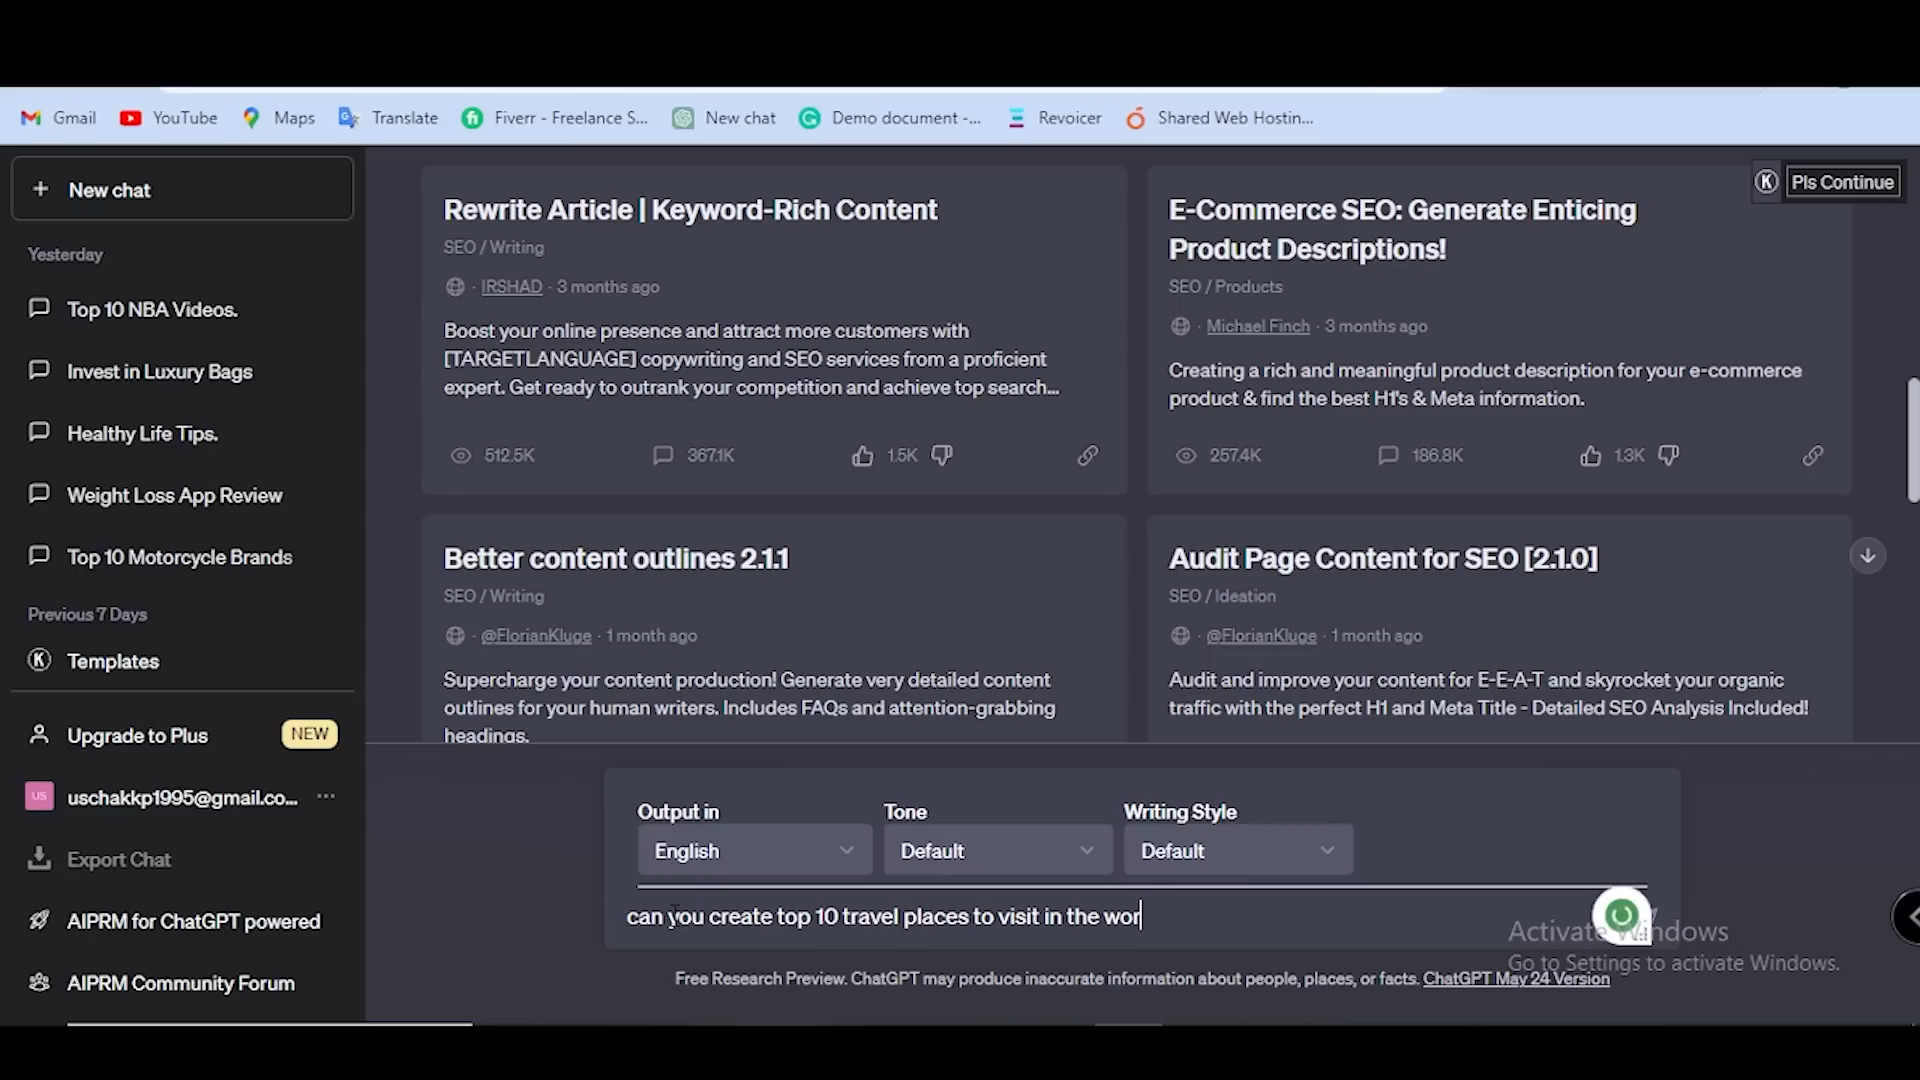 Gmail
YouTube
Maps
Translate
Fiverr - Freelance S...
New chat
Demo document -...
Revoicer
Shared Web Hostin...
+ New chat
Yesterday
Top 10 NBA Videos.
Invest in Luxury Bags
Healthy Life Tips.
Weight Loss App Review
Top 10 Motorcycle Brands
Previous 7 Days
K Templates
Upgrade to Plus NEW
US uschakkp1995@gmail.co... ...
Export Chat
AIPRM for ChatGPT powered
AIPRM Community Forum
K Pls Continue
Rewrite Article | Keyword-Rich Content
SEO / Writing
· IRSHAD · 3 months ago
Boost your online presence and attract more customers with
[TARGETLANGUAGE] copywriting and SEO services from a proficient
expert. Get ready to outrank your competition and achieve top search...
512.5K 367.1K 1.5K
E-Commerce SEO: Generate Enticing
Product Descriptions!
SEO / Products
· Michael Finch · 3 months ago
Creating a rich and meaningful product description for your e-commerce
product & find the best H1's & Meta information.
257.4K 186.8K 1.3K
Better content outlines 2.1.1
SEO / Writing
· @FlorianKluge · 1 month ago
Supercharge your content production! Generate very detailed content
outlines for your human writers. Includes FAQs and attention-grabbing
headings.
Audit Page Content for SEO [2.1.0]
SEO / Ideation
· @FlorianKluge · 1 month ago
Audit and improve your content for E-E-A-T and skyrocket your organic
traffic with the perfect H1 and Meta Title - Detailed SEO Analysis Included!
Output in
English
Tone
Default
Writing Style
Default
can you create top 10 travel places to visit in the wor
Activate Windows
Go to Settings to activate Windows.
Free Research Preview. ChatGPT may produce inaccurate information about people, places, or facts. ChatGPT May 24 Version